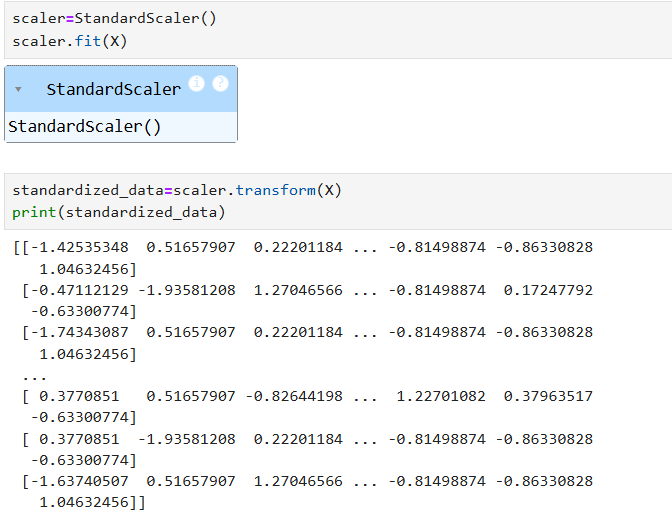 scaler=StandardScaler()
scaler.fit(X)
▾ StandardScaler i ?
StandardScaler()
standardized_data=scaler.transform(X)
print(standardized_data)
[[-1.42535348  0.51657907  0.22201184 ... -0.81498874 -0.86330828
   1.04632456]
 [-0.47112129 -1.93581208  1.27046566 ... -0.81498874  0.17247792
  -0.63300774]
 [-1.74343087  0.51657907  0.22201184 ... -0.81498874 -0.86330828
   1.04632456]
 ...
 [ 0.3770851   0.51657907 -0.82644198 ...  1.22701082  0.37963517
  -0.63300774]
 [ 0.3770851  -1.93581208  0.22201184 ... -0.81498874 -0.86330828
  -0.63300774]
 [-1.63740507  0.51657907  1.27046566 ... -0.81498874 -0.86330828
   1.04632456]]